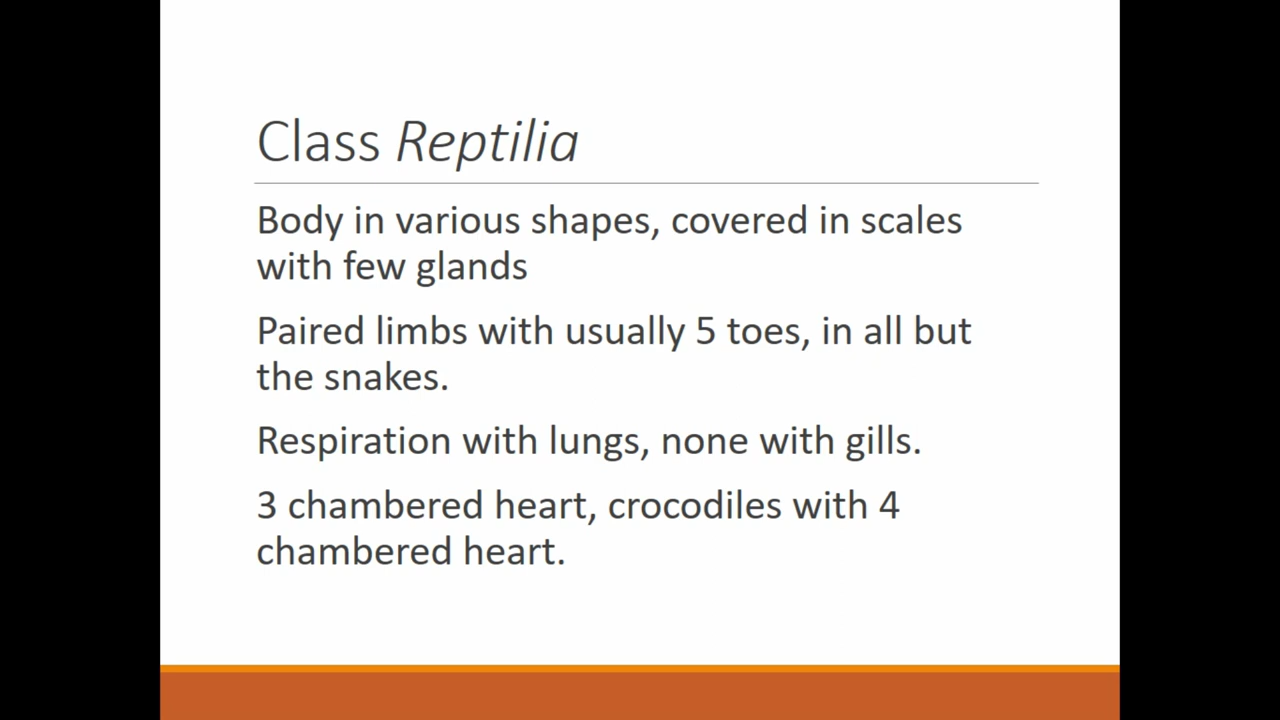 Class Reptilia
Body in various shapes, covered in scales
with few glands
Paired limbs with usually 5 toes, in all but
the snakes.
Respiration with lungs, none with gills.
3 chambered heart, crocodiles with 4
chambered heart.